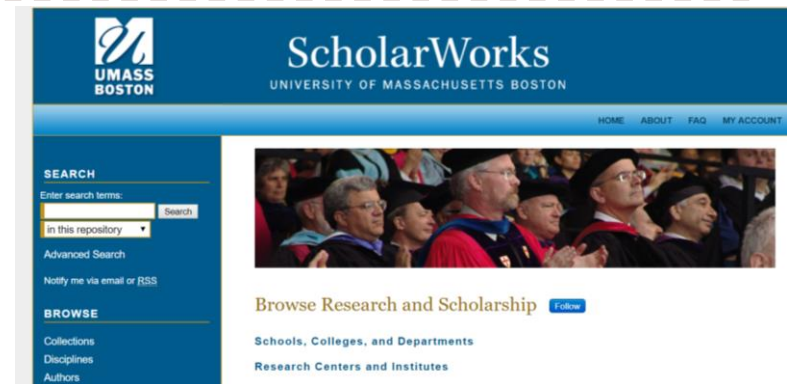 UMASS
BOSTON
ScholarWorks
UNIVERSITY OF MASSACHUSETTS BOSTON
HOME ABOUT FAQ MY ACCOUNT
SEARCH
Enter search terms:
Search
in this repository
Advanced Search
Notify me via email or RSS
BROWSE
Collections
Disciplines
Authors
Browse Research and Scholarship Follow
Schools, Colleges, and Departments
Research Centers and Institutes